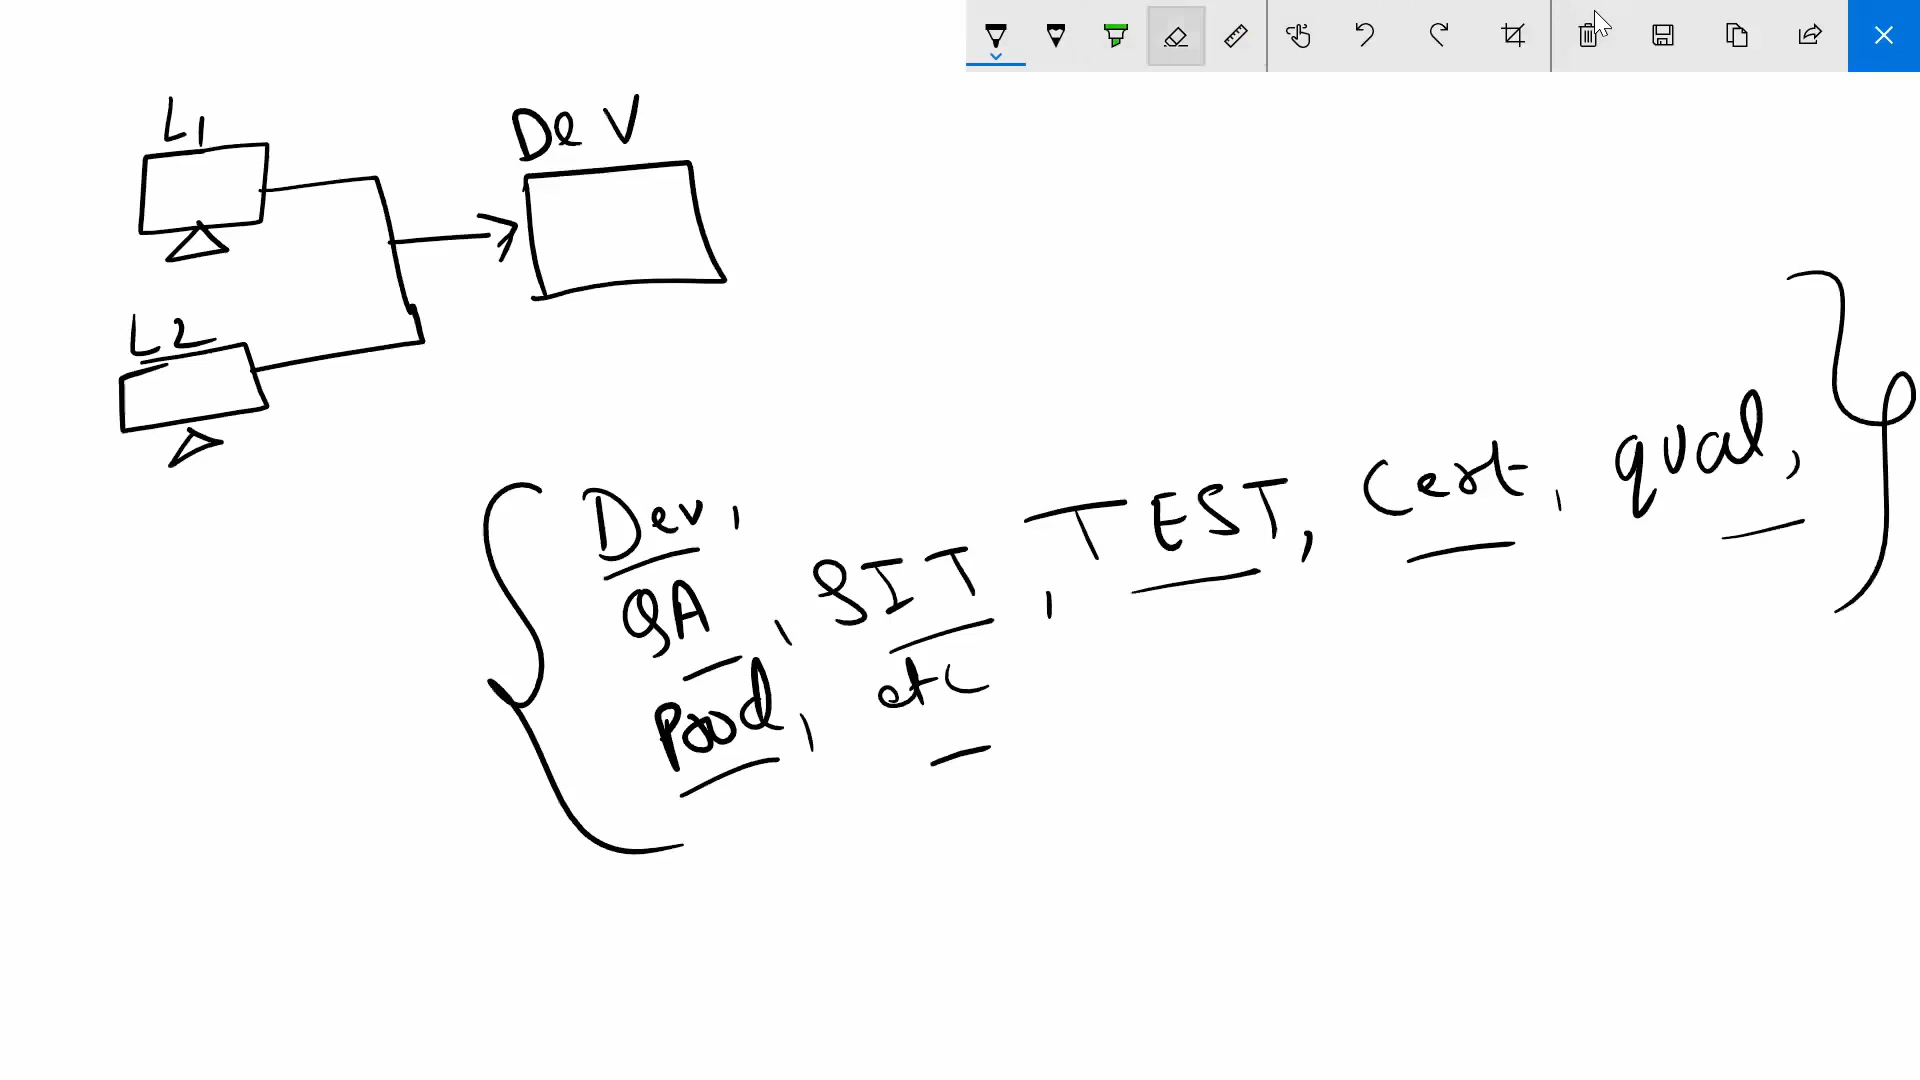 L1
Dev
L2
Dev, 
QA, SIT, TEST, Cert, qual,
Prod, etc